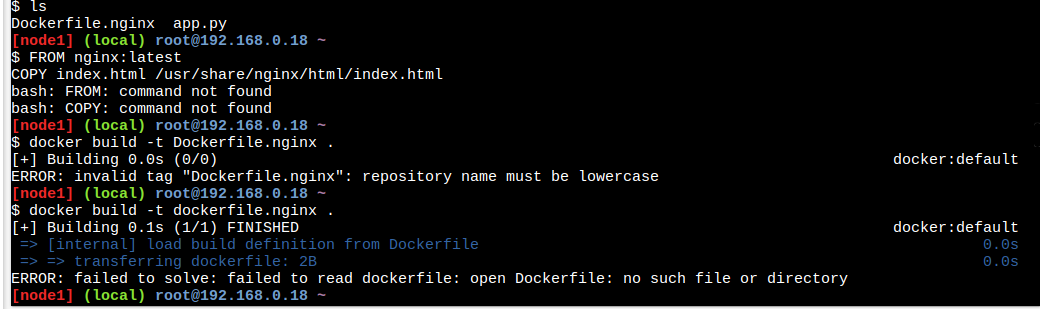 $ ls
Dockerfile.nginx  app.py
[node1] (local) root@192.168.0.18 ~
$ FROM nginx:latest
COPY index.html /usr/share/nginx/html/index.html
bash: FROM: command not found
bash: COPY: command not found
[node1] (local) root@192.168.0.18 ~
$ docker build -t Dockerfile.nginx .
[+] Building 0.0s (0/0) docker:default
ERROR: invalid tag "Dockerfile.nginx": repository name must be lowercase
[node1] (local) root@192.168.0.18 ~
$ docker build -t dockerfile.nginx .
[+] Building 0.1s (1/1) FINISHED docker:default
=> [internal] load build definition from Dockerfile 0.0s
=> => transferring dockerfile: 2B 0.0s
ERROR: failed to solve: failed to read dockerfile: open Dockerfile: no such file or directory
[node1] (local) root@192.168.0.18 ~